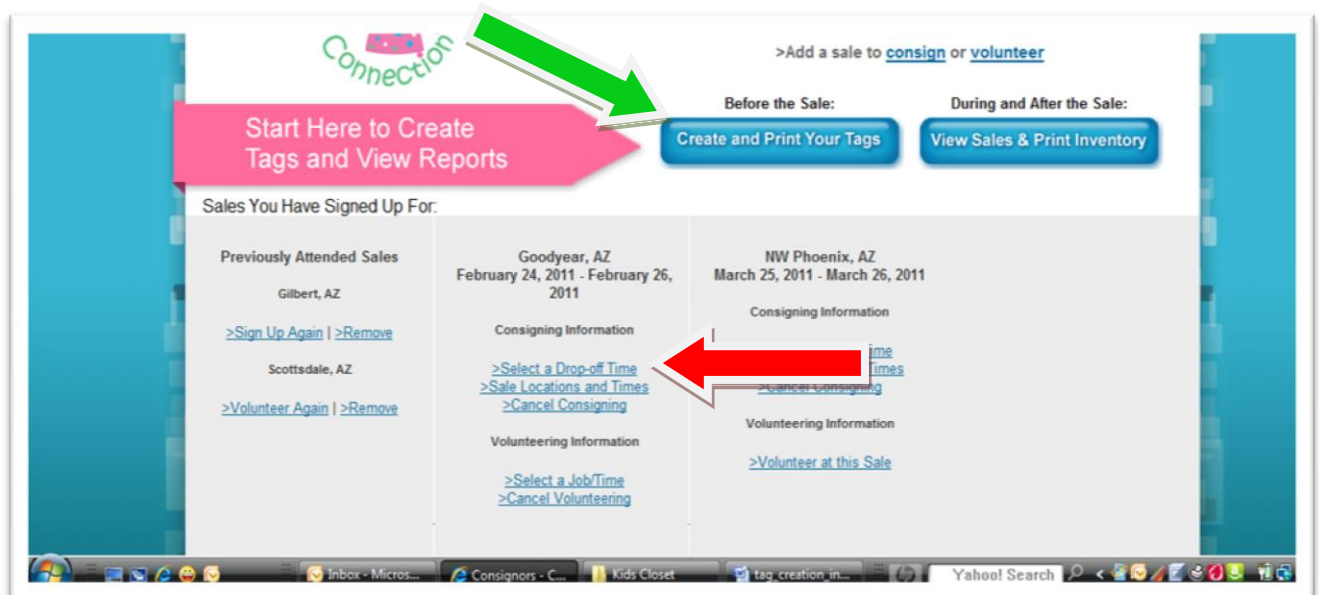 Connection
>Add a sale to consign or volunteer
Before the Sale:
During and After the Sale:
Start Here to Create
Tags and View Reports
Create and Print Your Tags
View Sales & Print Inventory
Sales You Have Signed Up For:
Previously Attended Sales
Gilbert, AZ
>Sign Up Again | >Remove
Scottsdale, AZ
>Volunteer Again | >Remove
Goodyear, AZ
February 24, 2011 - February 26,
2011
Consigning Information
>Select a Drop-off Time
>Sale Locations and Times
>Cancel Consigning
Volunteering Information
>Select a Job/Time
>Cancel Volunteering
NW Phoenix, AZ
March 25, 2011 - March 26, 2011
Consigning Information
ime
Times
>Cancel Consigning
Volunteering Information
>Volunteer at this Sale
Inbox - Micros...
Consignors - C...
Kids Closet
tag_creation_in...
hp
Yahoo! Search